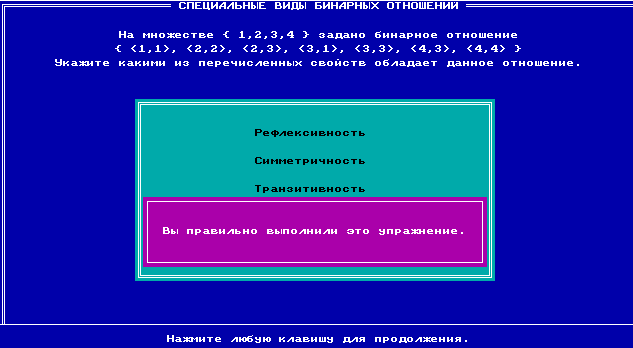 СПЕЦИАЛЬНЫЕ ВИДЫ БИНАРНЫХ ОТНОШЕНИЙ
На множестве { 1,2,3,4 } задано бинарное отношение
{ <1,1>, <2,2>, <2,3>, <3,1>, <3,3>, <4,3>, <4,4> }
Укажите какими из перечисленных свойств обладает данное отношение.
Рефлексивность
Симметричность
Транзитивность
Вы правильно выполнили это упражнение.
Нажмите любую клавишу для продолжения.